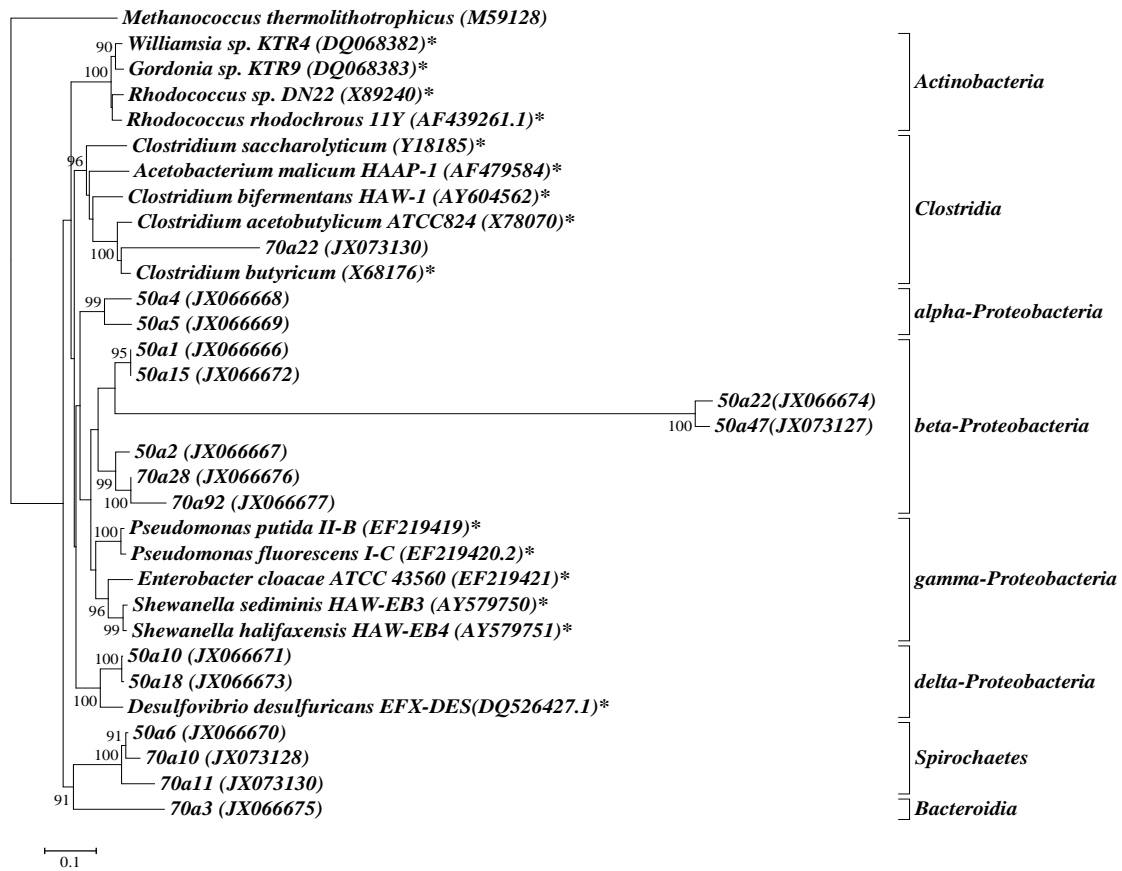 Methanococcus thermolithotrophicus (M59128)
Williamsia sp. KTR4 (DQ068382)*
90
Gordonia sp. KTR9 (DQ068383)*
100
Rhodococcus sp. DN22 (X89240)*
Rhodococcus rhodochrous 11Y (AF439261.1)*
Actinobacteria
Clostridium saccharolyticum (Y18185)*
96
Acetobacterium malicum HAAP-1 (AF479584)*
Clostridium bifermentans HAW-1 (AY604562)*
Clostridium acetobutylicum ATCC824 (X78070)*
70a22 (JX073130)
100
Clostridium butyricum (X68176)*
Clostridia
50a4 (JX066668)
99
50a5 (JX066669)
alpha-Proteobacteria
50a1 (JX066666)
95
50a15 (JX066672)
50a22(JX066674)
50a47(JX073127)
100
50a2 (JX066667)
70a28 (JX066676)
99
70a92 (JX066677)
100
beta-Proteobacteria
Pseudomonas putida II-B (EF219419)*
100
Pseudomonas fluorescens I-C (EF219420.2)*
Enterobacter cloacae ATCC 43560 (EF219421)*
Shewanella sediminis HAW-EB3 (AY579750)*
96
Shewanella halifaxensis HAW-EB4 (AY579751)*
99
gamma-Proteobacteria
50a10 (JX066671)
100
50a18 (JX066673)
Desulfovibrio desulfuricans EFX-DES(DQ526427.1)*
100
delta-Proteobacteria
50a6 (JX066670)
91
70a10 (JX073128)
100
70a11 (JX073130)
Spirochaetes
70a3 (JX066675)
91
Bacteroidia
0.1